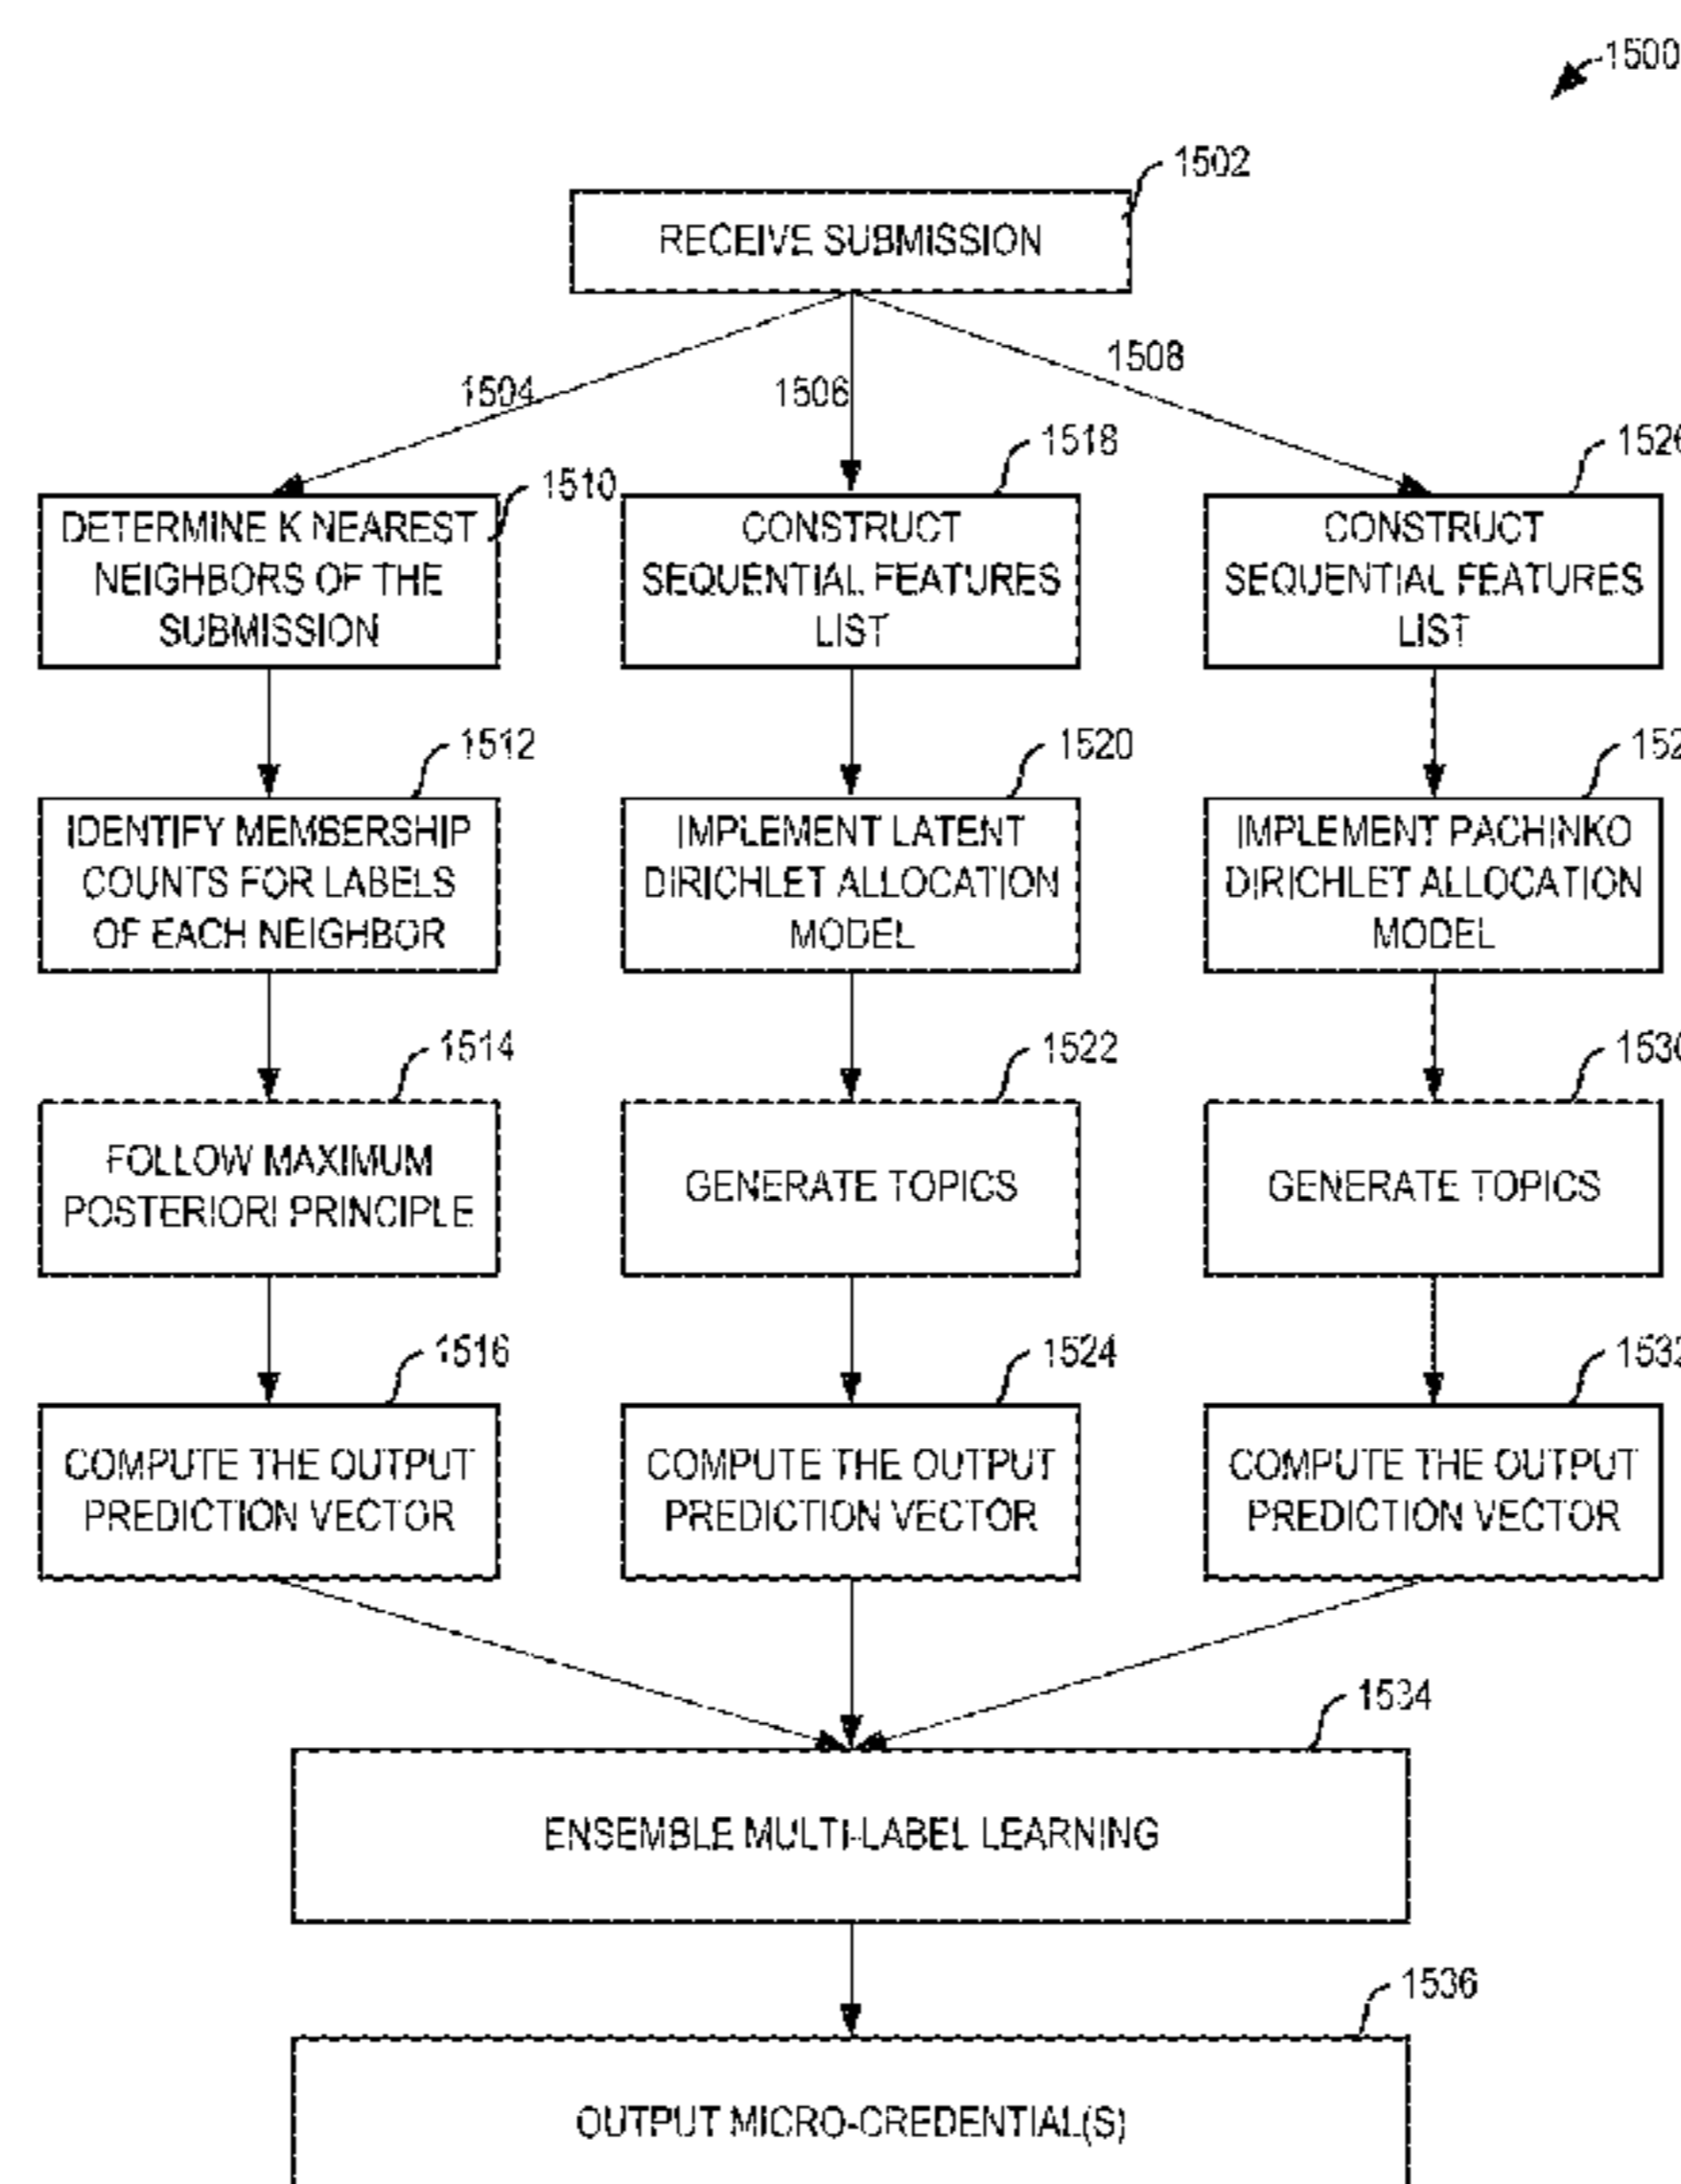 1500
1502
RECEIVE SUBMISSION
1504
1506
1508
1510
1518
1526
DETERMINE K NEAREST
NEIGHBORS OF THE
SUBMISSION
CONSTRUCT
SEQUENTIAL FEATURES
LIST
CONSTRUCT
SEQUENTIAL FEATURES
LIST
1512
1520
152
IDENTIFY MEMBERSHIP
COUNTS FOR LABELS
OF EACH NEIGHBOR
IMPLEMENT LATENT
DIRICHLET ALLOCATION
MODEL
IMPLEMENT PACHINKO
DIRICHLET ALLOCATION
MODEL
1514
1522
1530
FOLLOW MAXIMUM
POSTERIORI PRINCIPLE
GENERATE TOPICS
GENERATE TOPICS
1516
1524
1532
COMPUTE THE OUTPUT
PREDICTION VECTOR
COMPUTE THE OUTPUT
PREDICTION VECTOR
COMPUTE THE OUTPUT
PREDICTION VECTOR
1534
ENSEMBLE MULTI-LABEL LEARNING
1536
OUTPUT MICRO-CREDENTIAL(S)